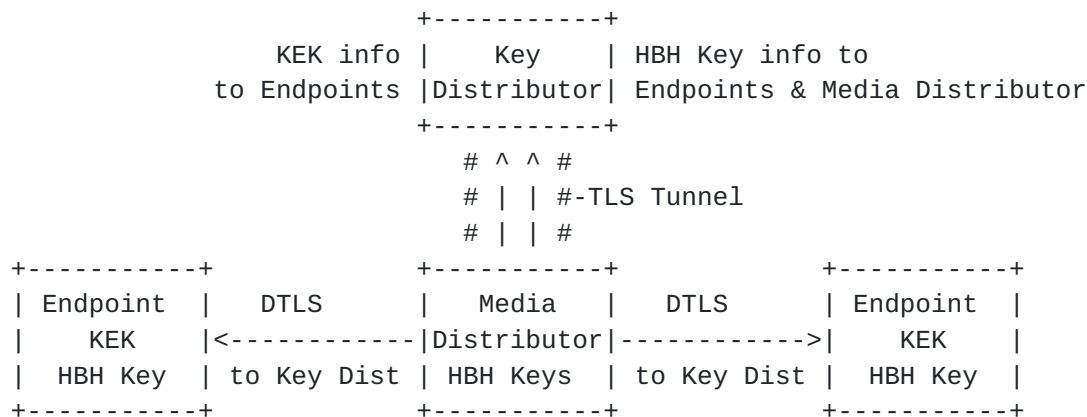 +-----------+
                  KEK info |    Key    | HBH Key info to
              to Endpoints |Distributor| Endpoints & Media Distributor
                           +-----------+
                              # ^ ^ #
                              # | | #-TLS Tunnel
                              # | | #
+-----------+             +-----------+             +-----------+
| Endpoint  |   DTLS      |   Media   |   DTLS      | Endpoint  |
|    KEK    |<------------|Distributor|------------>|    KEK    |
|  HBH Key  | to Key Dist | HBH Keys  | to Key Dist |  HBH Key  |
+-----------+             +-----------+             +-----------+